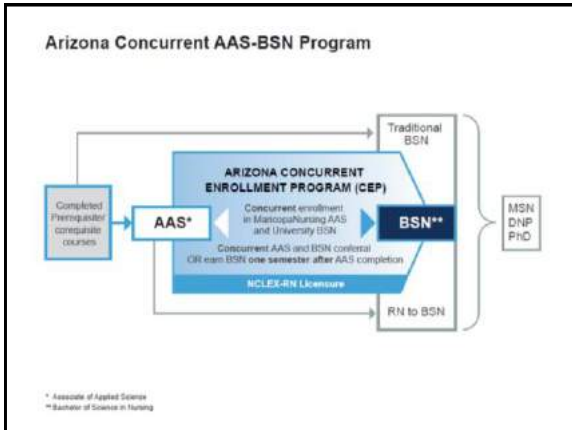 Arizona Concurrent AAS-BSN Program
Traditional
BSN
ARIZONA CONCURRENT
ENROLLMENT PROGRAM (CEP)
Completed
Prerequisite/
corequisite
courses
AAS*
Concurrent enrollment
in MaricopaNursing AAS
and University BSN
BSN**
Concurrent AAS and BSN conferral
OR earn BSN one semester after AAS completion
NCLEX-RN Licensure
RN to BSN
MSN
DNP
PhD
* Associate of Applied Science
** Bachelor of Science in Nursing